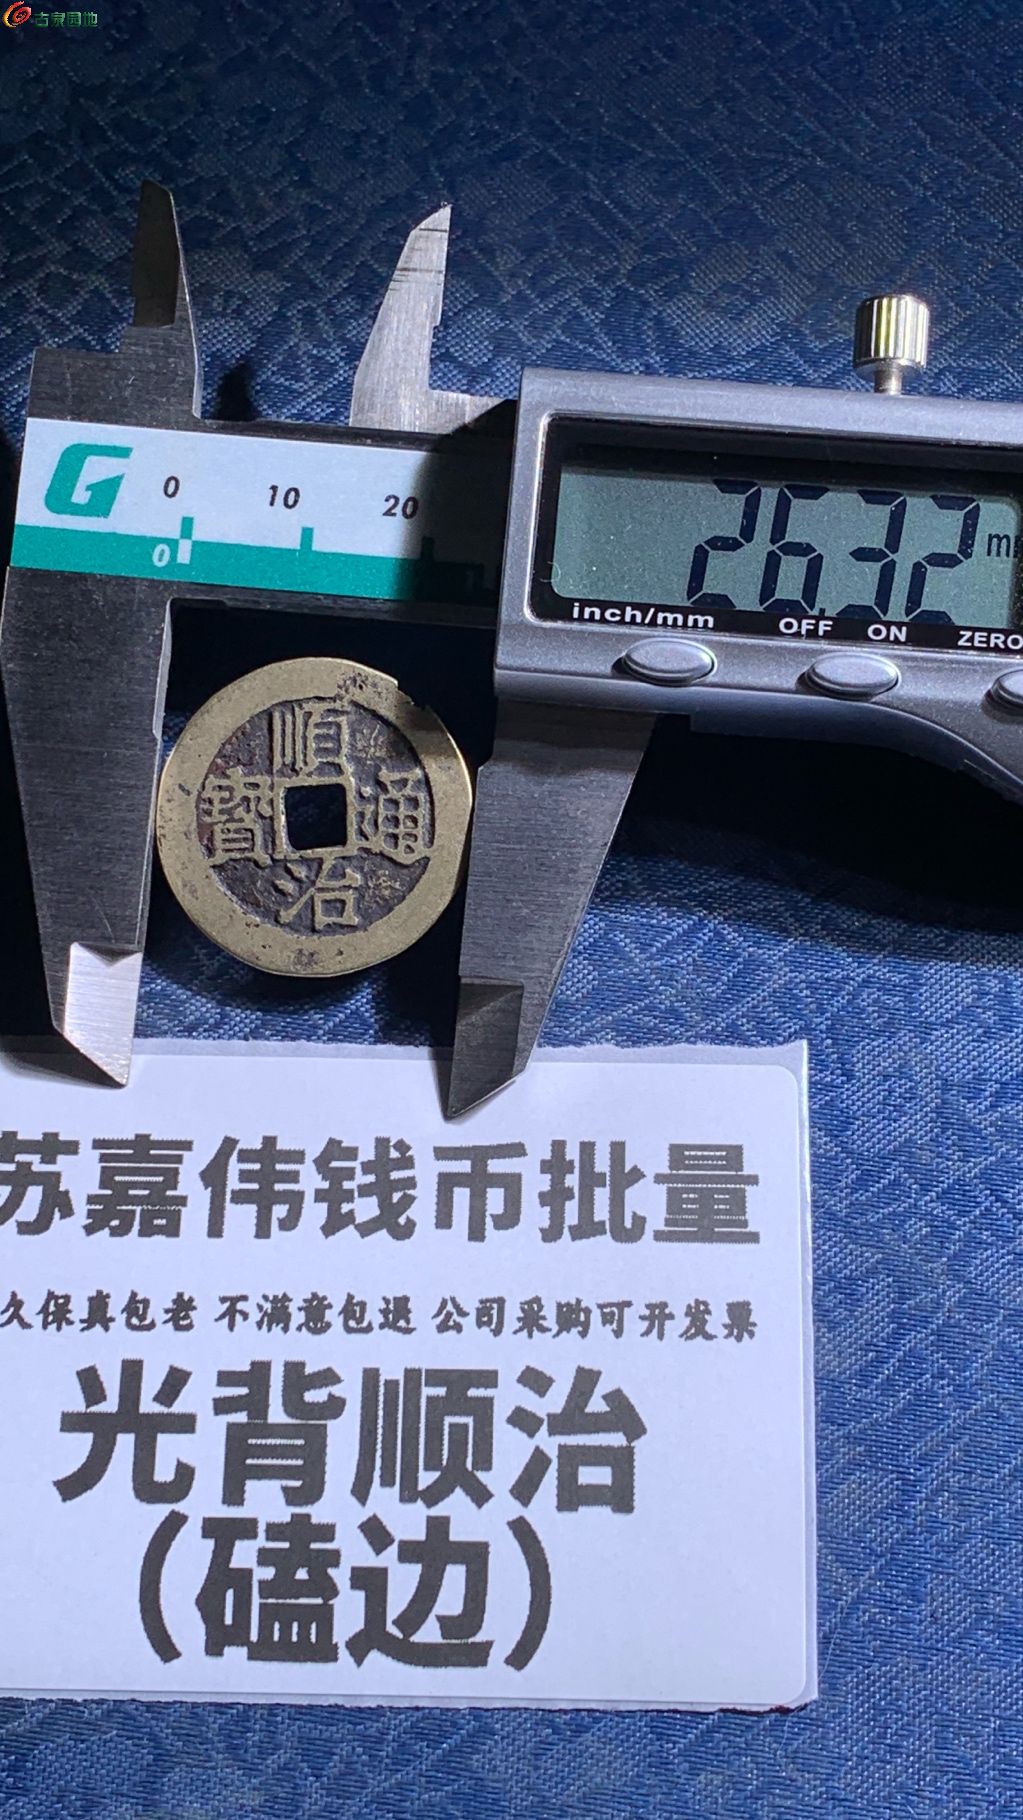 古泉园地
G
0 10 20
0
26.32 m
inch/mm OFF ON ZERO
順治通寶
苏嘉伟钱币批量
久保真包老 不满意包退 公司采购可开发票
光背顺治
(磕边)